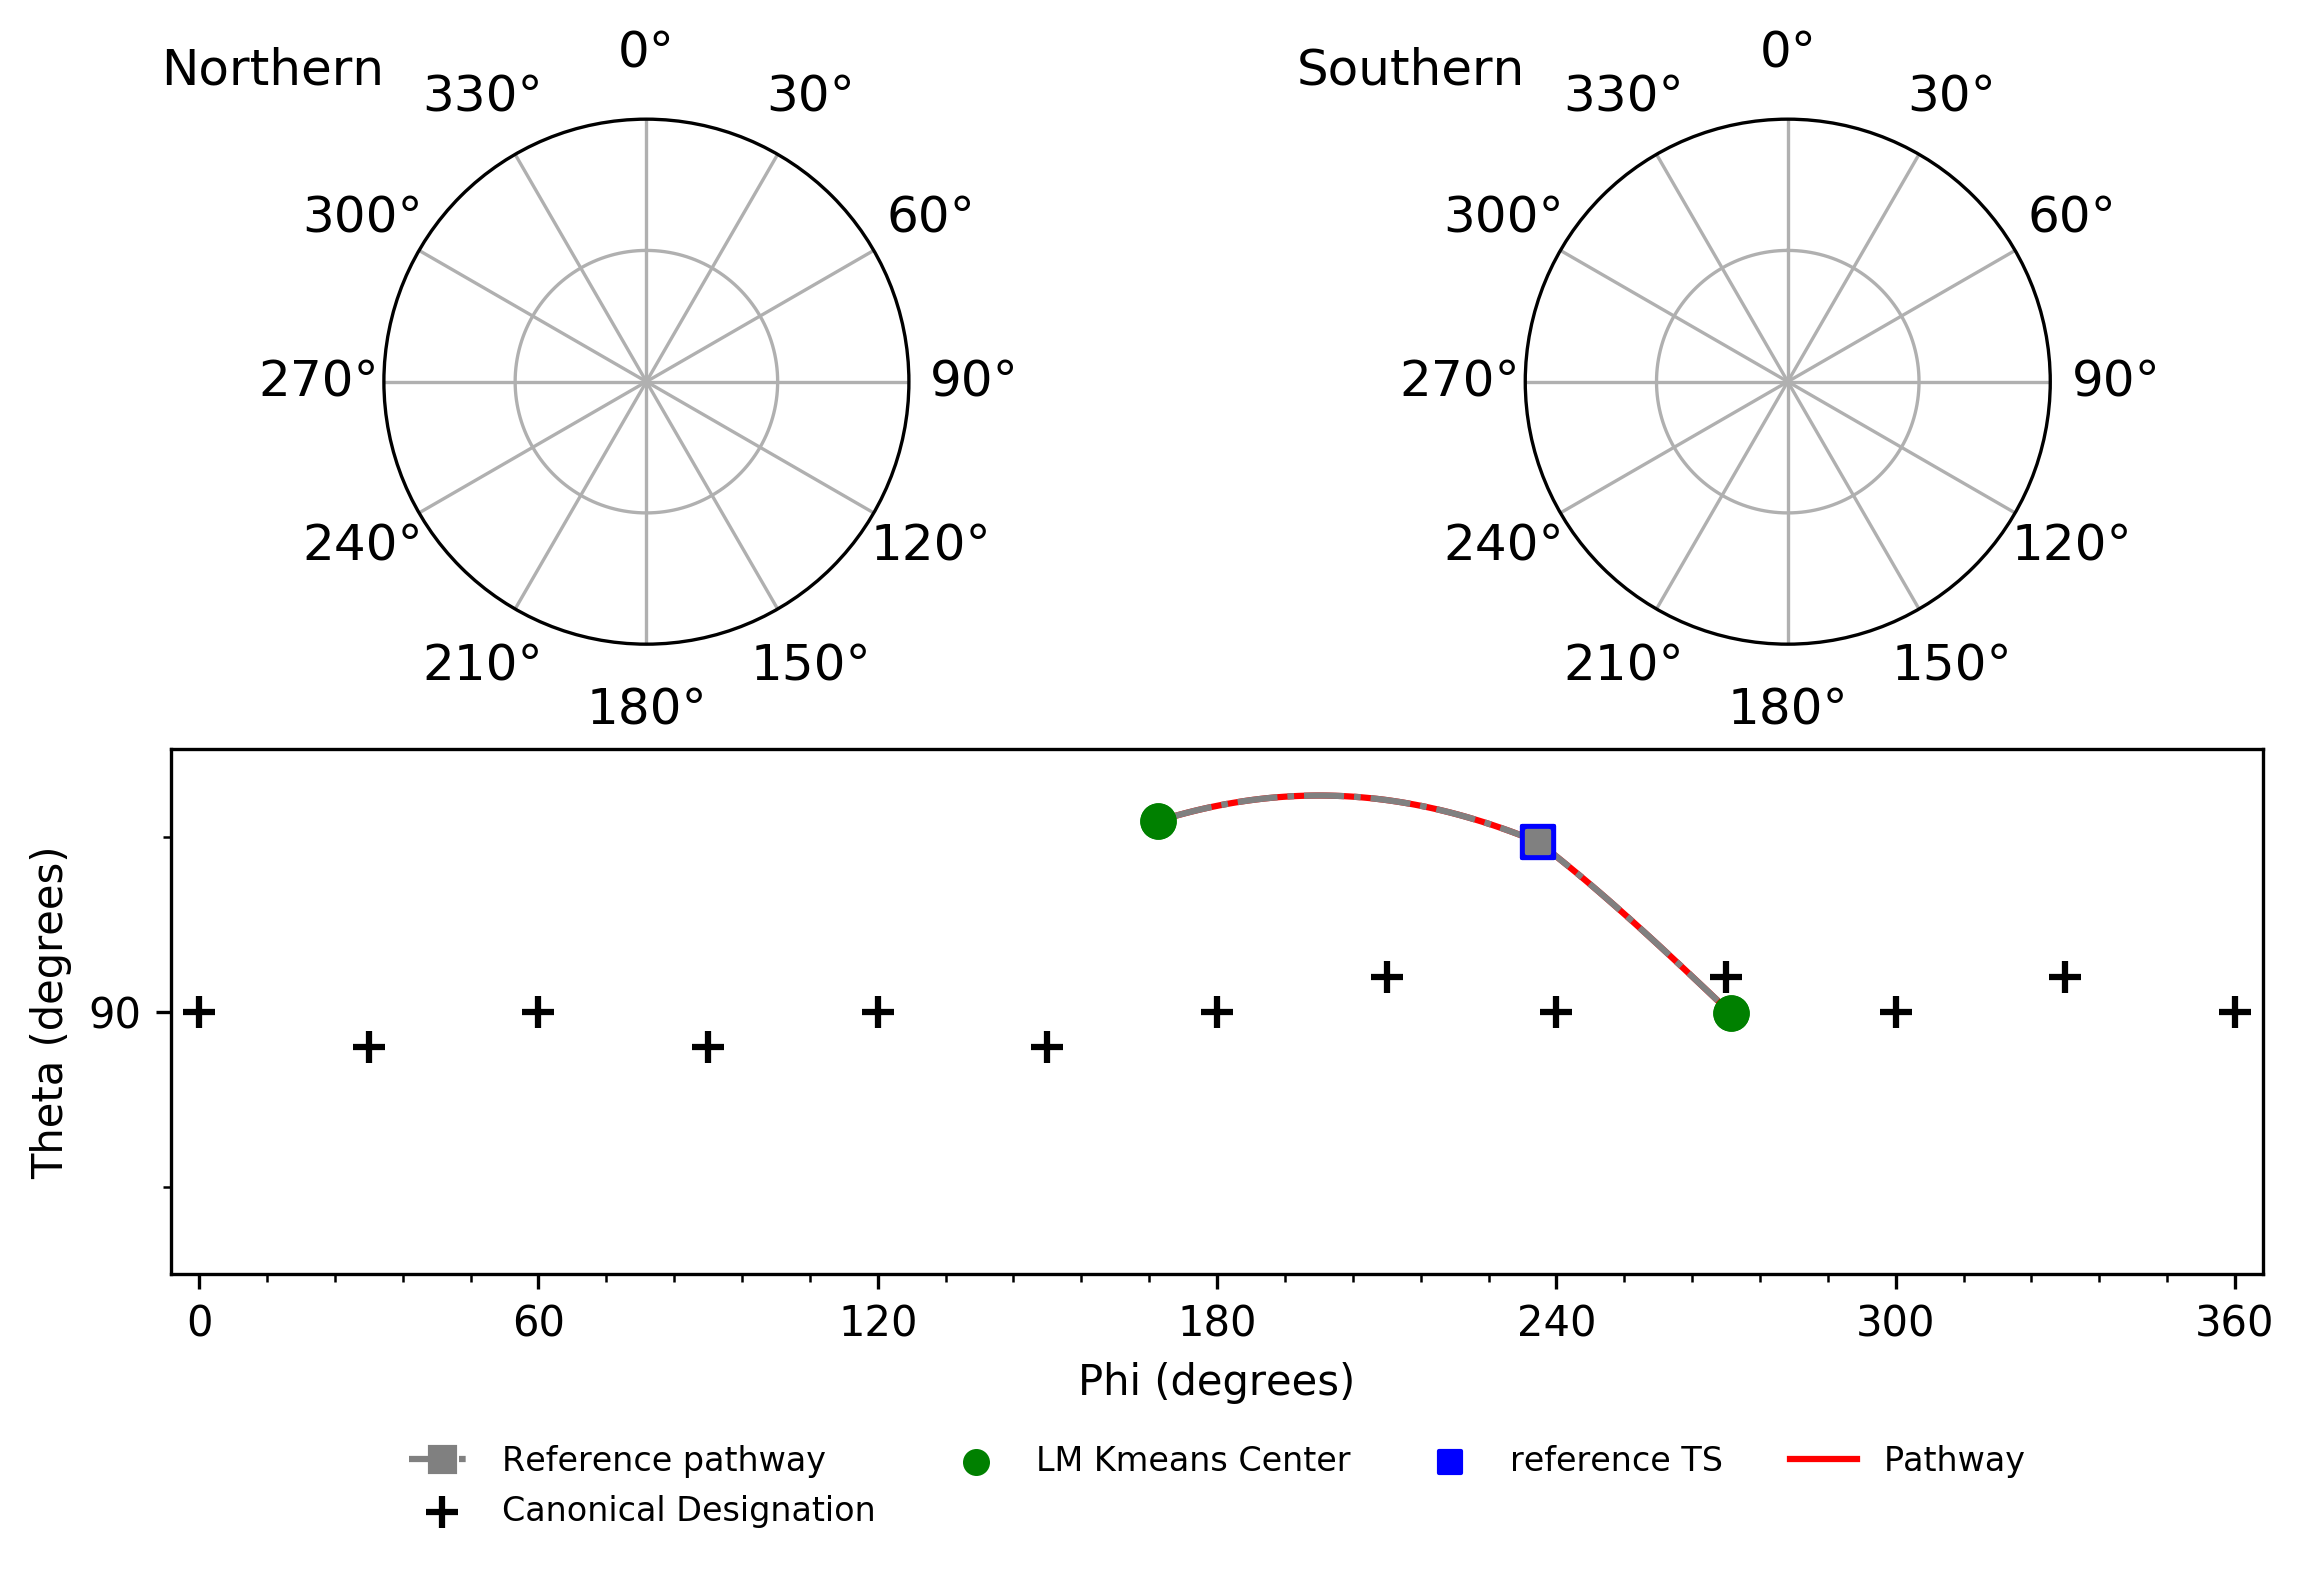 Northern
0°
30°
60°
90°
120°
150°
180°
210°
240°
270°
300°
330°
Southern
0°
30°
60°
90°
120°
150°
180°
210°
240°
270°
300°
330°
Theta (degrees)
90
0 60 120 180 240 300 360
Phi (degrees)
Reference pathway
Canonical Designation
LM Kmeans Center
reference TS
Pathway